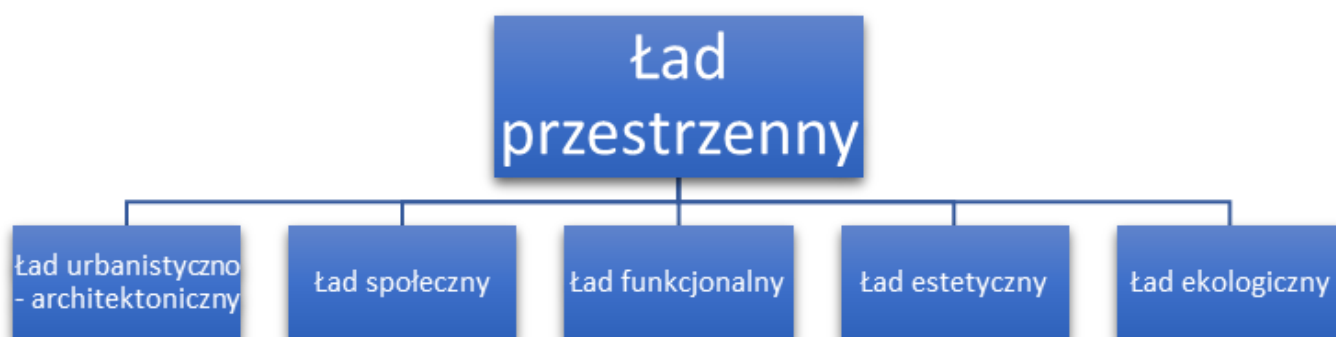 Ład
przestrzenny
Ład urbanistyczno
- architektoniczny
Ład społeczny
Ład funkcjonalny
Ład estetyczny
Ład ekologiczny